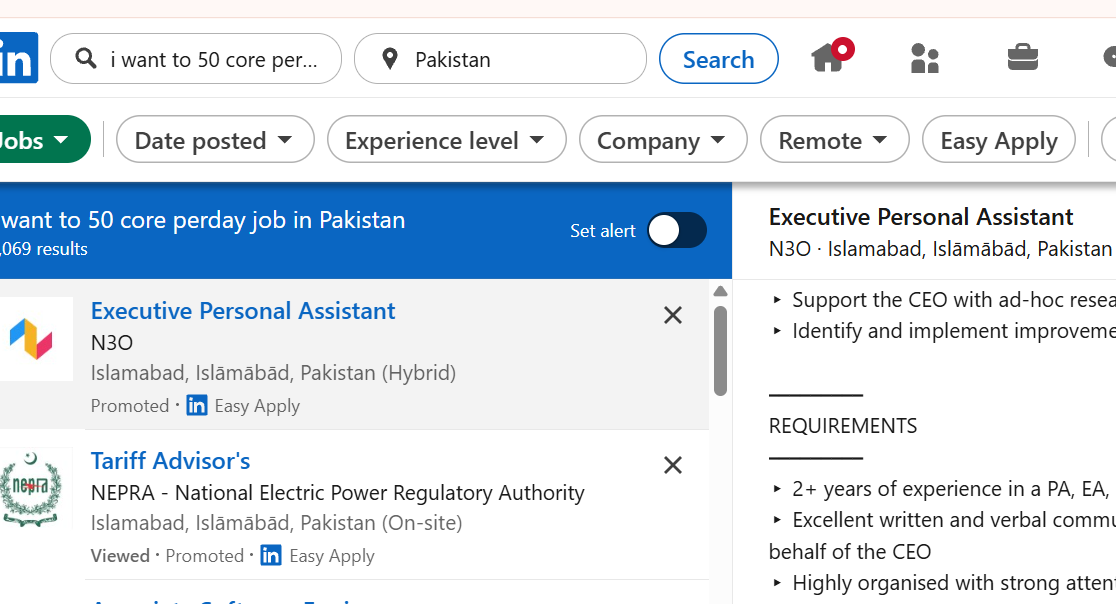 in
i want to 50 core per...
Pakistan
Search
Jobs
Date posted
Experience level
Company
Remote
Easy Apply
want to 50 core perday job in Pakistan
,069 results
Set alert
Executive Personal Assistant
N3O
Islamabad, Islāmābād, Pakistan (Hybrid)
Promoted · in Easy Apply
nepra
Tariff Advisor's
NEPRA - National Electric Power Regulatory Authority
Islamabad, Islāmābād, Pakistan (On-site)
Viewed · Promoted · in Easy Apply
Executive Personal Assistant
N3O · Islamabad, Islāmābād, Pakistan
‣ Support the CEO with ad-hoc resea
‣ Identify and implement improveme
REQUIREMENTS
‣ 2+ years of experience in a PA, EA,
‣ Excellent written and verbal commu
behalf of the CEO
‣ Highly organised with strong atten